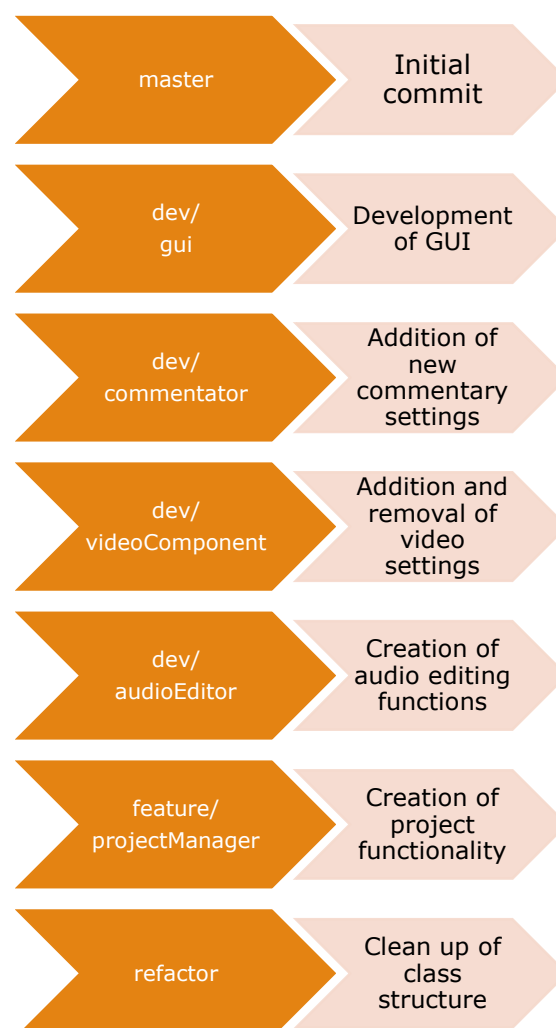 master
Initial
commit
dev/
gui
Development
of GUI
dev/
commentator
Addition of
new
commentary
settings
dev/
videoComponent
Addition and
removal of
video
settings
dev/
audioEditor
Creation of
audio editing
functions
feature/
projectManager
Creation of
project
functionality
refactor
Clean up of
class
structure